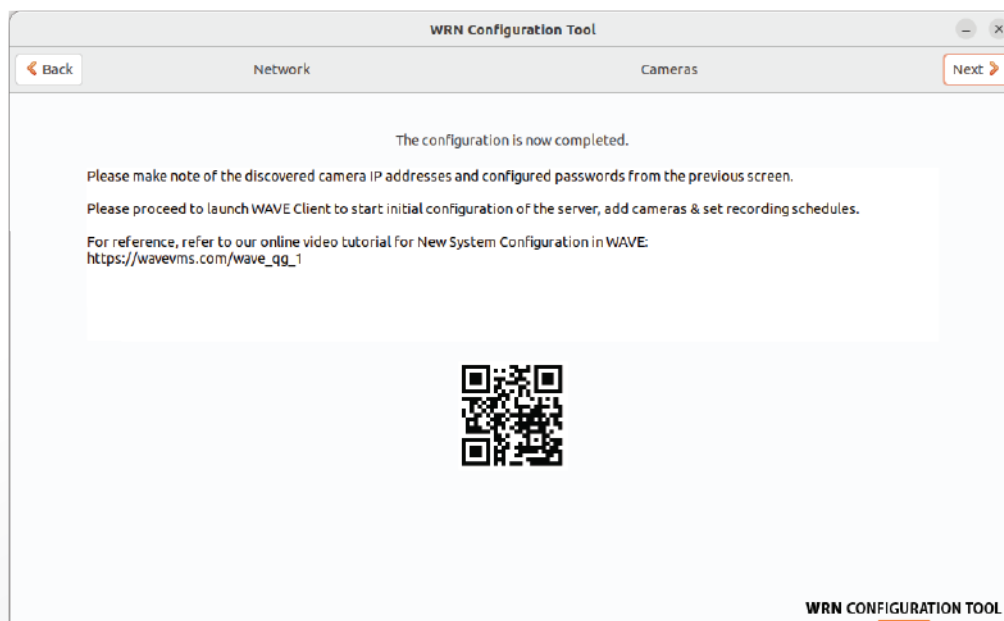 WRN Configuration Tool
Back
Network
Cameras
Next
The configuration is now completed.
Please make note of the discovered camera IP addresses and configured passwords from the previous screen.
Please proceed to launch WAVE Client to start initial configuration of the server, add cameras & set recording schedules.
For reference, refer to our online video tutorial for New System Configuration in WAVE:
https://wavevms.com/wave_qg_1
WRN CONFIGURATION TOOL